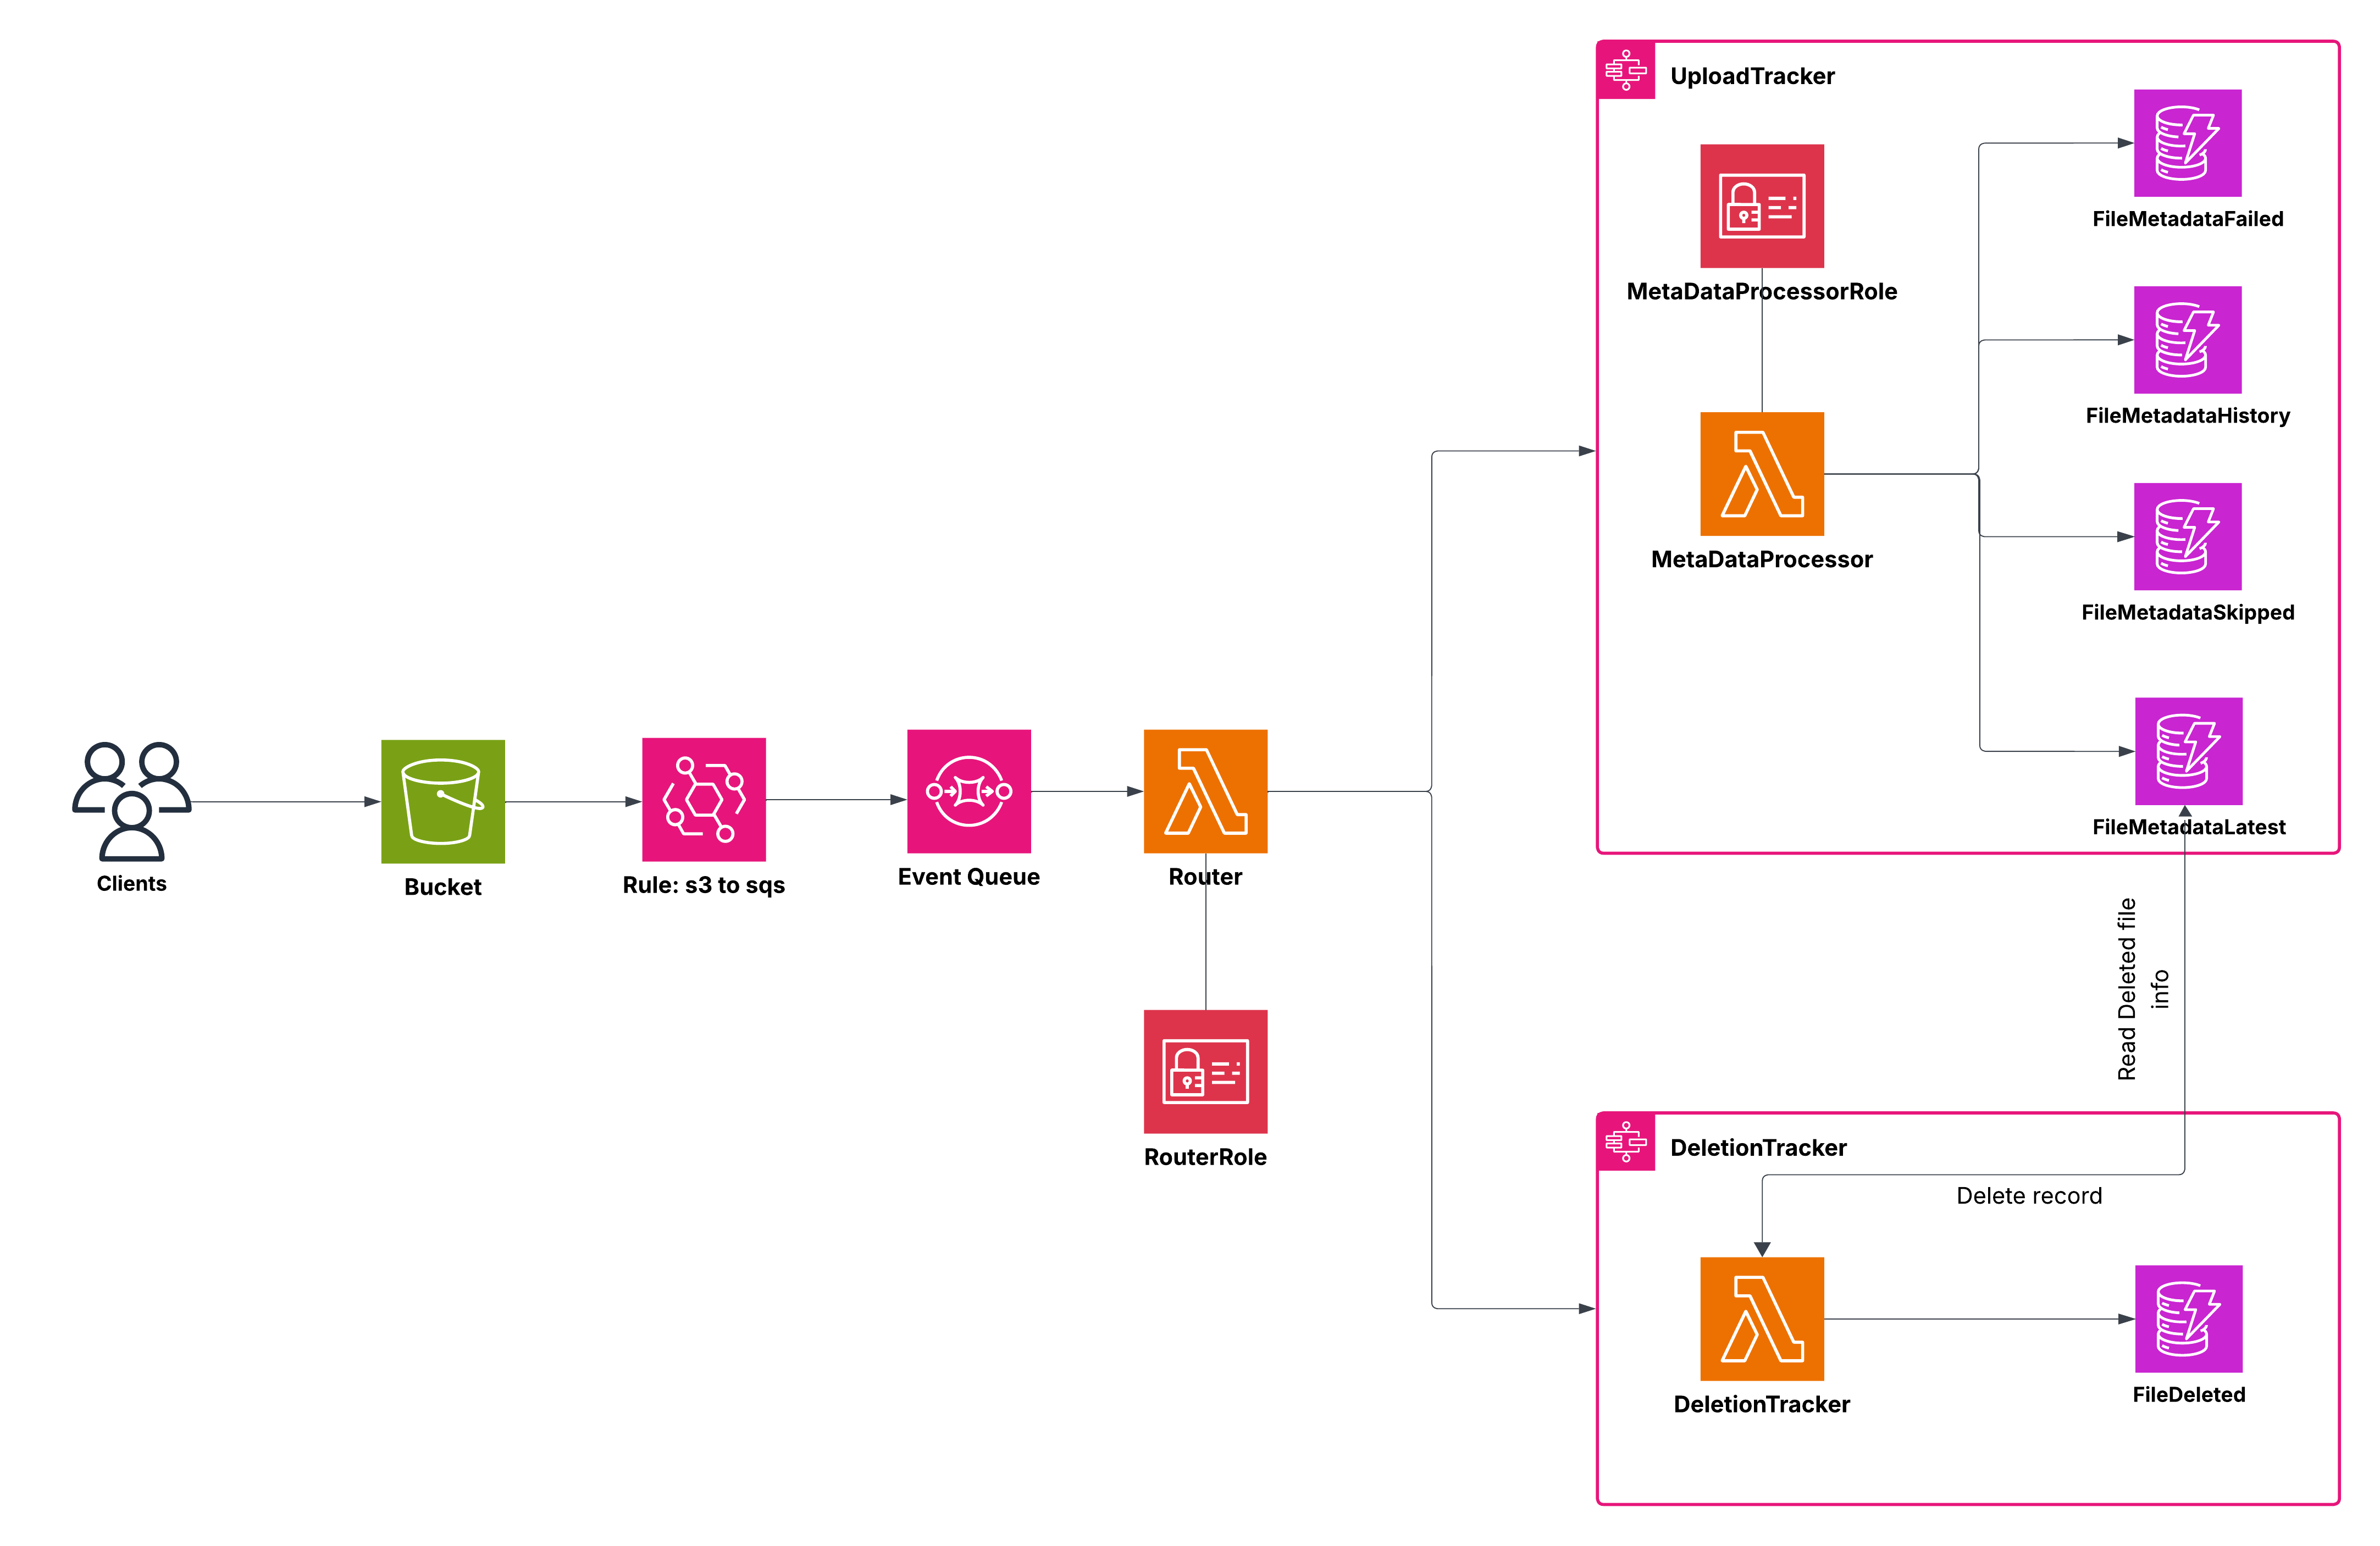 UploadTracker
FileMetadataFailed
MetaDataProcessorRole
FileMetadataHistory
MetaDataProcessor
FileMetadataSkipped
FileMetadataLatest
Clients
Bucket
Rule: s3 to sqs
Event Queue
Router
RouterRole
Read Deleted file
info
DeletionTracker
Delete record
DeletionTracker
FileDeleted